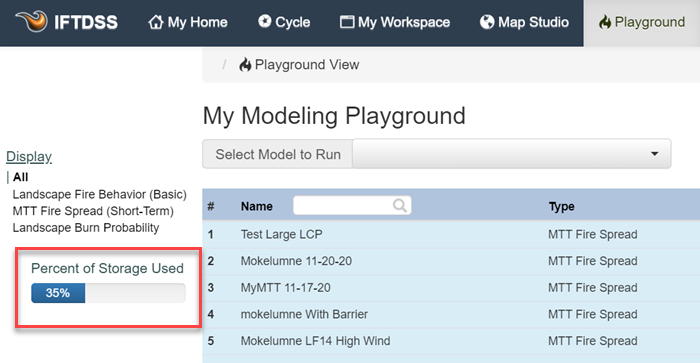 IFTDSS My Home Cycle My Workspace Map Studio Playground
/ Playground View
My Modeling Playground
Select Model to Run
Display
All
Landscape Fire Behavior (Basic)
MTT Fire Spread (Short-Term)
Landscape Burn Probability
Percent of Storage Used
35%
# Name Type
1 Test Large LCP MTT Fire Spread
2 Mokelumne 11-20-20 MTT Fire Spread
3 MyMTT 11-17-20 MTT Fire Spread
4 mokelumne With Barrier MTT Fire Spread
5 Mokelumne LF14 High Wind MTT Fire Spread